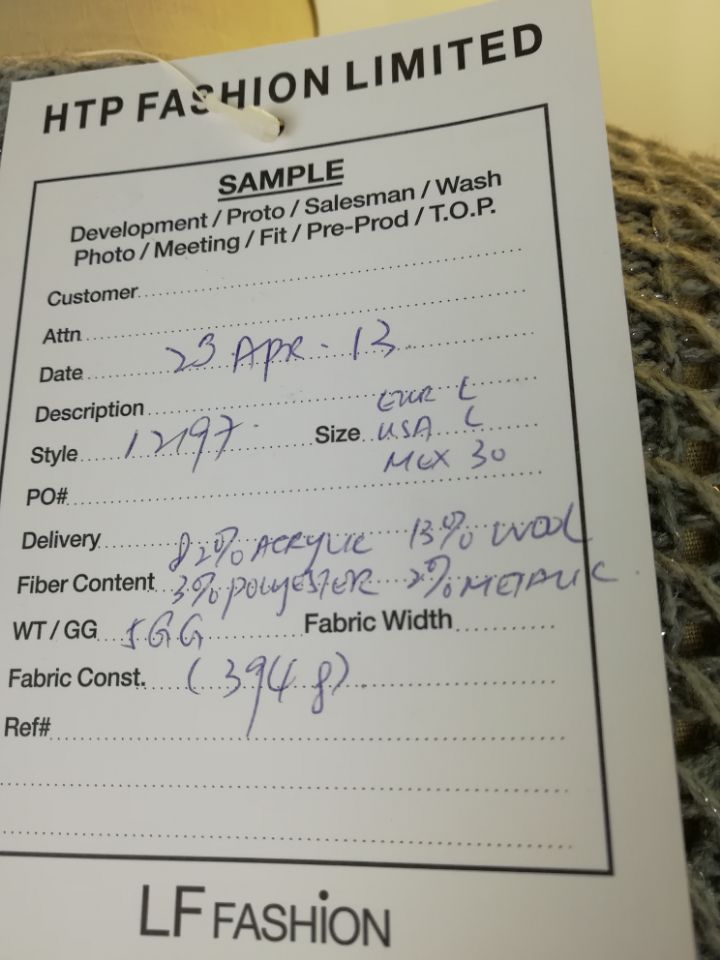 HTP FASHION LIMITED
SAMPLE
Development / Proto / Salesman / Wash
Photo / Meeting / Fit / Pre-Prod / T.O.P.
Customer
Attn
Date 23 Apr - 13
Description
Style 12197 Size EUR L
USA L
MEX 30
PO#
Delivery 82% ACRYLIC 13% WOOL
Fiber Content 3% POLYESTER 2% METALLIC
WT / GG 5GG Fabric Width
Fabric Const. (394g)
Ref#
LF FASHION